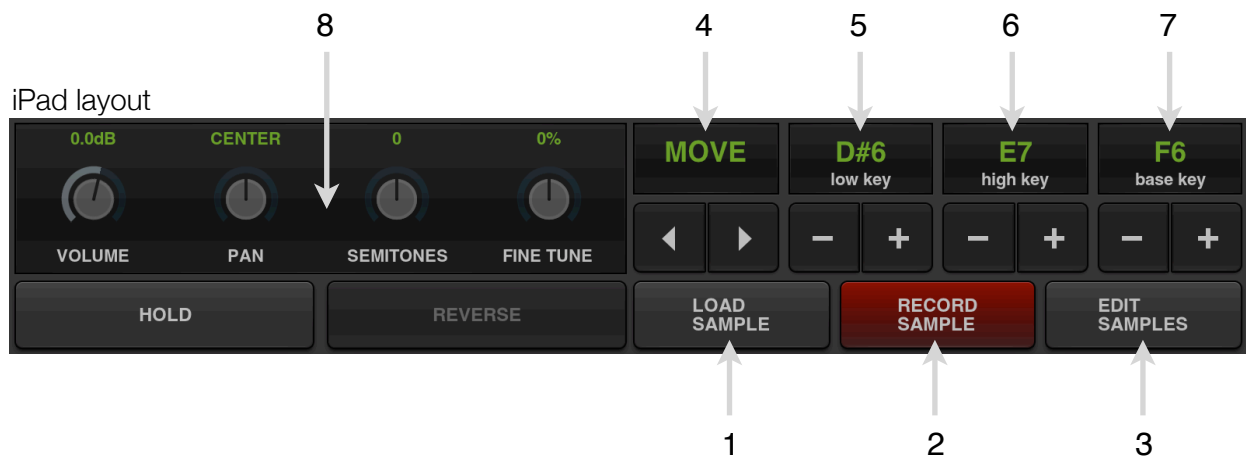 8
4
5
6
7
iPad layout
0.0dB
CENTER
0
0%
MOVE
D#6
low key
E7
high key
F6
base key
VOLUME
PAN
SEMITONES
FINE TUNE
HOLD
REVERSE
LOAD
SAMPLE
RECORD
SAMPLE
EDIT
SAMPLES
1
2
3